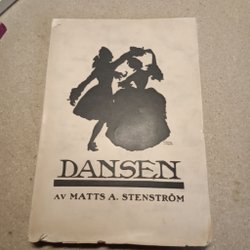 DANSEN
AV MATTS A. STENSTRÖM